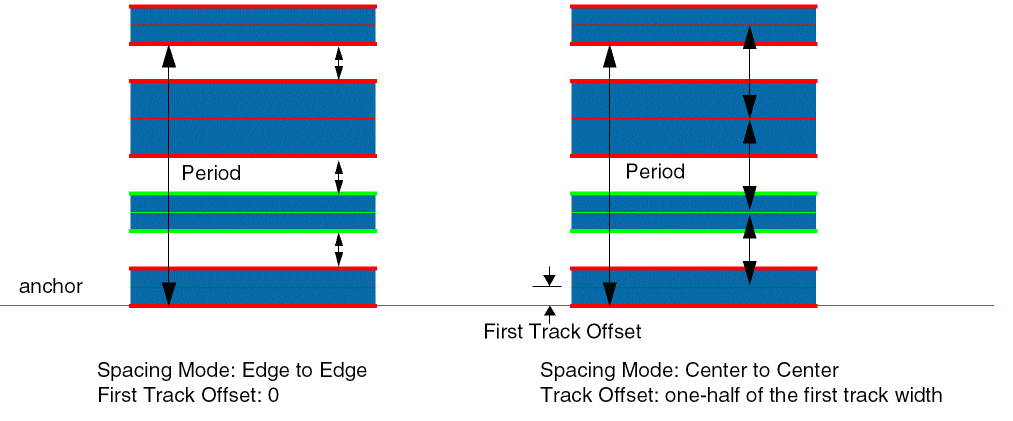 Period
Period
anchor
First Track Offset
Spacing Mode: Edge to Edge
First Track Offset: 0
Spacing Mode: Center to Center
Track Offset: one-half of the first track width